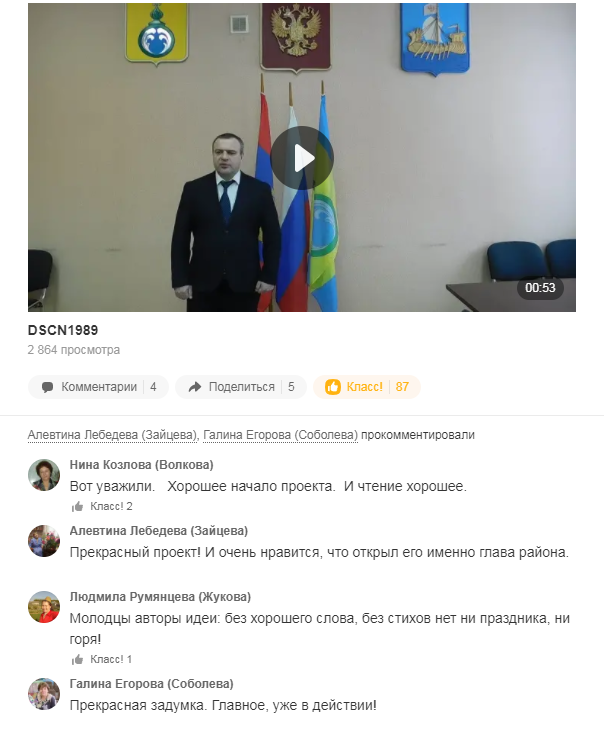 00:53
DSCN1989
2 864 просмотра
Комментарии 4 Поделиться 5 Класс! 87
Алевтина Лебедева (Зайцева), Галина Егорова (Соболева) прокомментировали
Нина Козлова (Волкова)
Вот уважили. Хорошее начало проекта. И чтение хорошее.
Класс! 2
Алевтина Лебедева (Зайцева)
Прекрасный проект! И очень нравится, что открыл его именно глава района.
Людмила Румянцева (Жукова)
Молодцы авторы идеи: без хорошего слова, без стихов нет ни праздника, ни
горя!
Класс! 1
Галина Егорова (Соболева)
Прекрасная задумка. Главное, уже в действии!